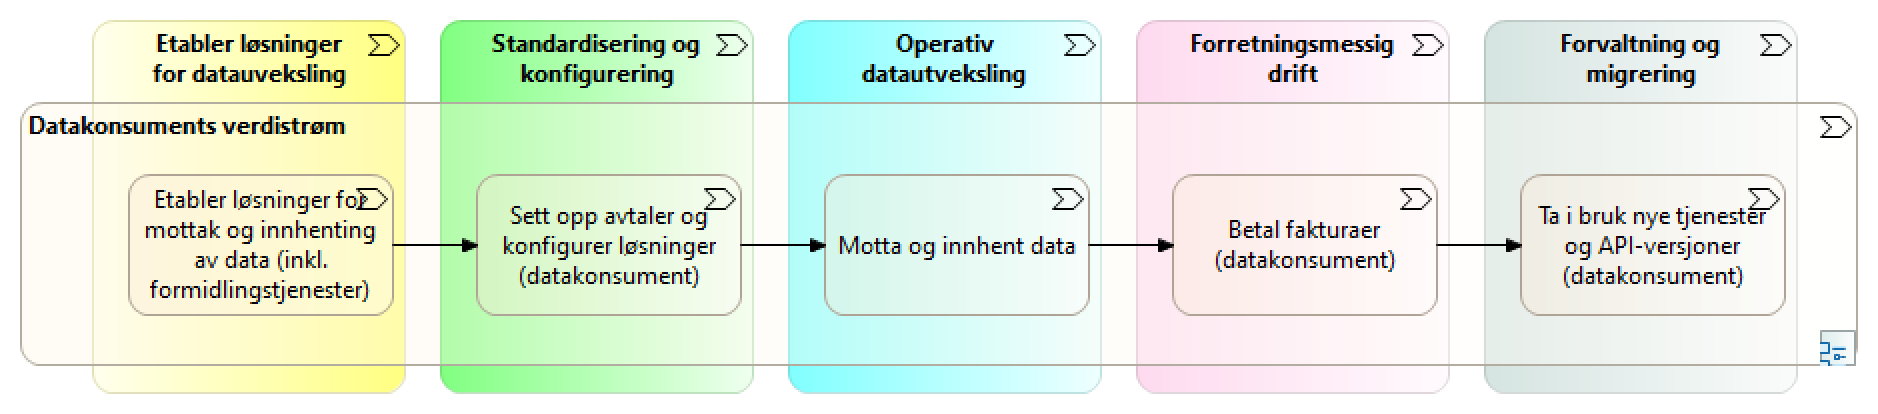 Etabler løsninger
for datauveksling
Standardisering og
konfigurering
Operativ
datautveksling
Forretningsmessig
drift
Forvaltning og
migrering
Datakonsuments verdistrøm
Etabler løsninger for
mottak og innhenting
av data (inkl.
formidlingstjenester)
Sett opp avtaler og
konfigurer løsninger
(datakonsument)
Motta og innhent data
Betal fakturaer
(datakonsument)
Ta i bruk nye tjenester
og API-versjoner
(datakonsument)